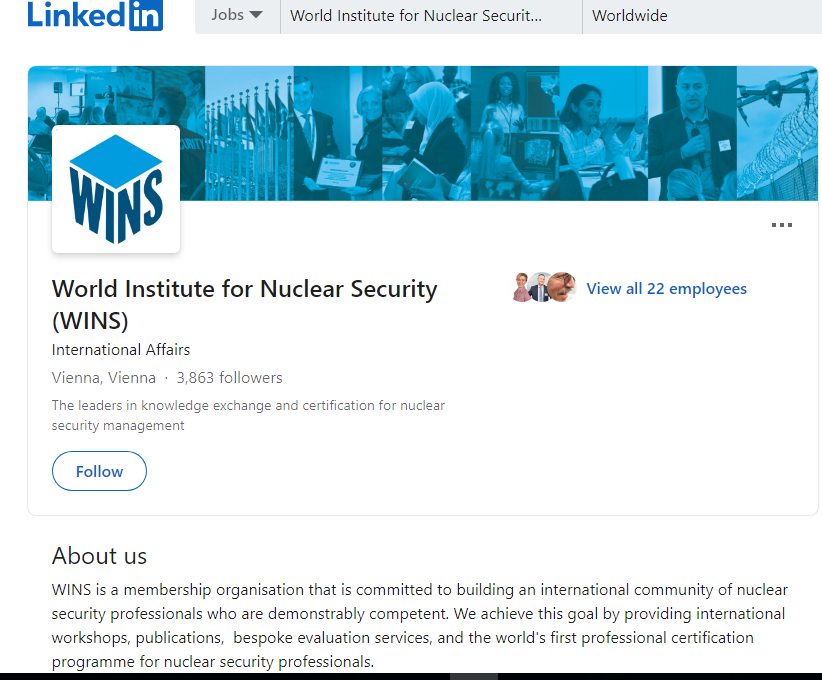 LinkedIn
Jobs
World Institute for Nuclear Securit...
Worldwide
WINS
World Institute for Nuclear Security
(WINS)
View all 22 employees
International Affairs
Vienna, Vienna · 3,863 followers
The leaders in knowledge exchange and certification for nuclear
security management
Follow
About us
WINS is a membership organisation that is committed to building an international community of nuclear
security professionals who are demonstrably competent. We achieve this goal by providing international
workshops, publications,  bespoke evaluation services, and the world's first professional certification
programme for nuclear security professionals.